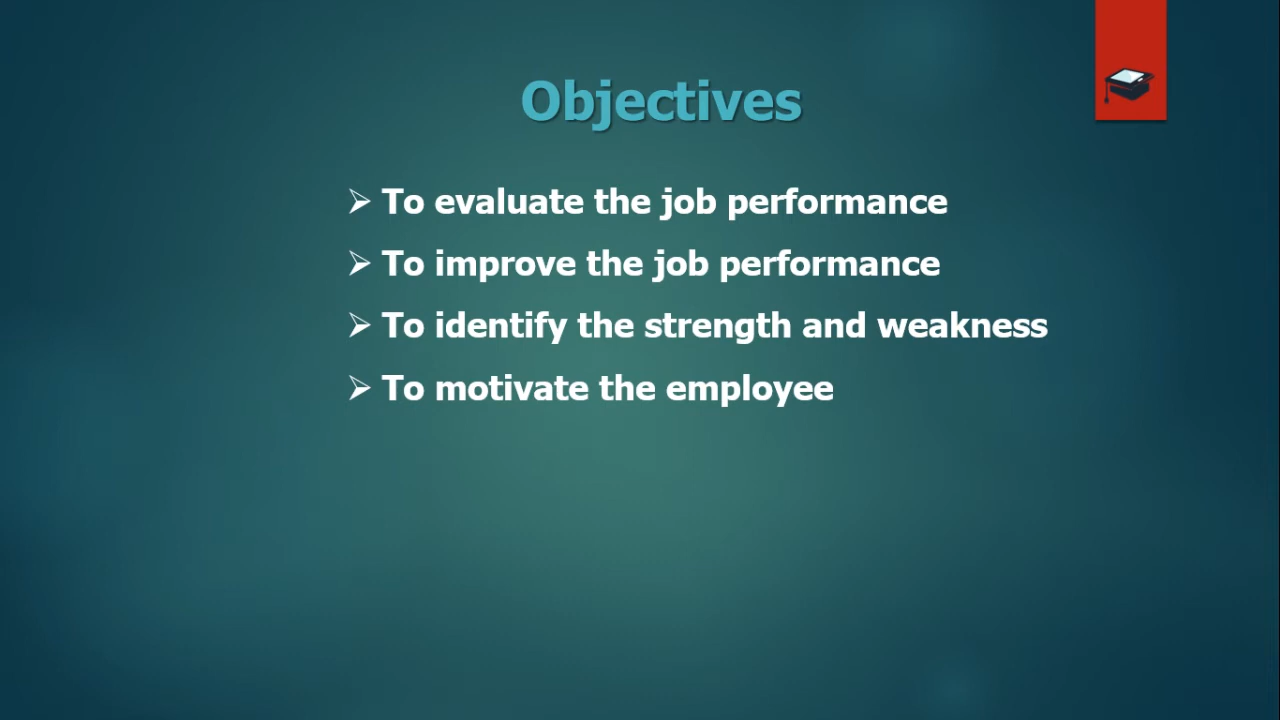 Objectives
➢ To evaluate the job performance
➢ To improve the job performance
➢ To identify the strength and weakness
➢ To motivate the employee